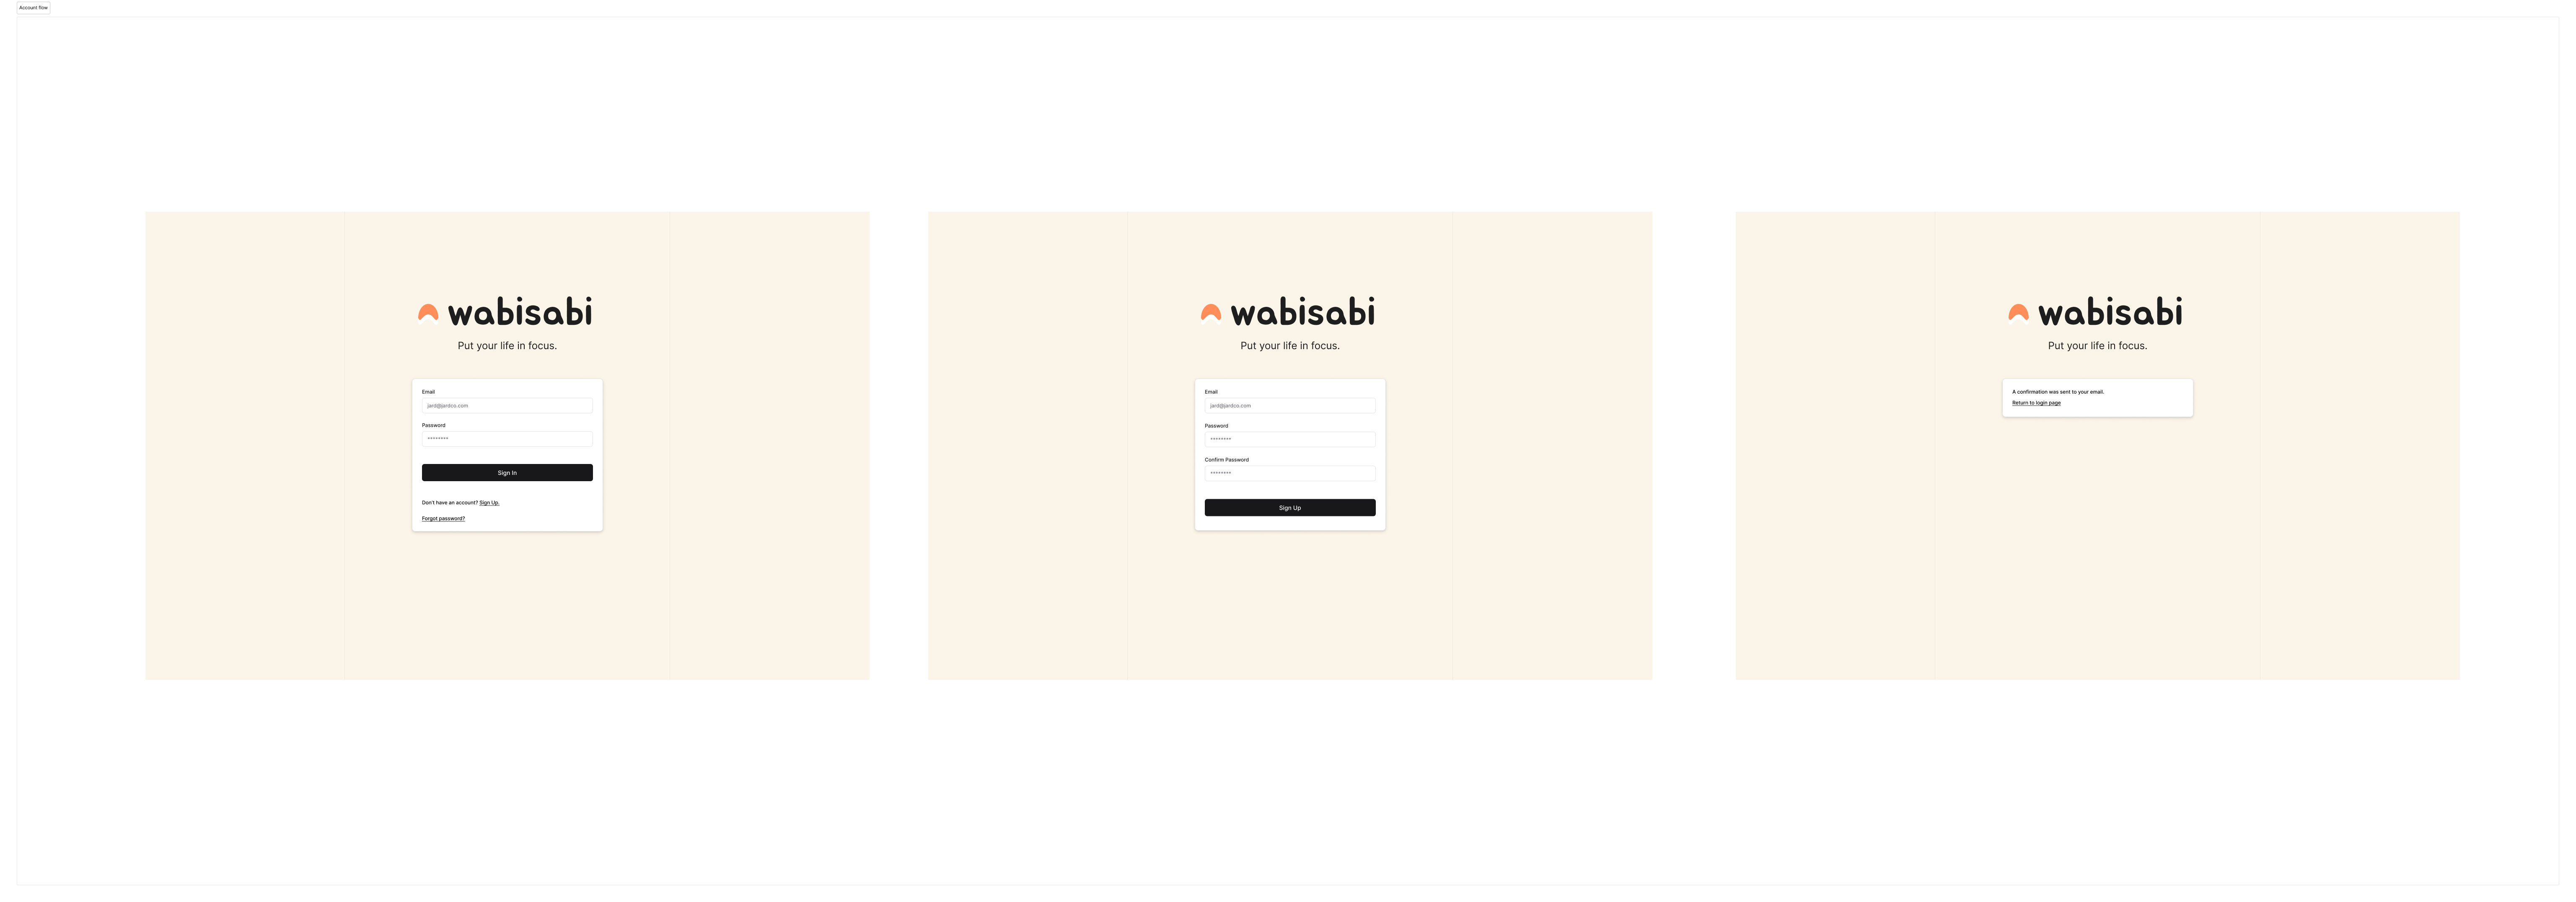 Account flow
wabisabi
Put your life in focus.
Email
jard@jardco.com
Password
********
Sign In
Don't have an account? Sign Up.
Forgot password?
wabisabi
Put your life in focus.
Email
jard@jardco.com
Password
********
Confirm Password
********
Sign Up
wabisabi
Put your life in focus.
A confirmation was sent to your email.
Return to login page